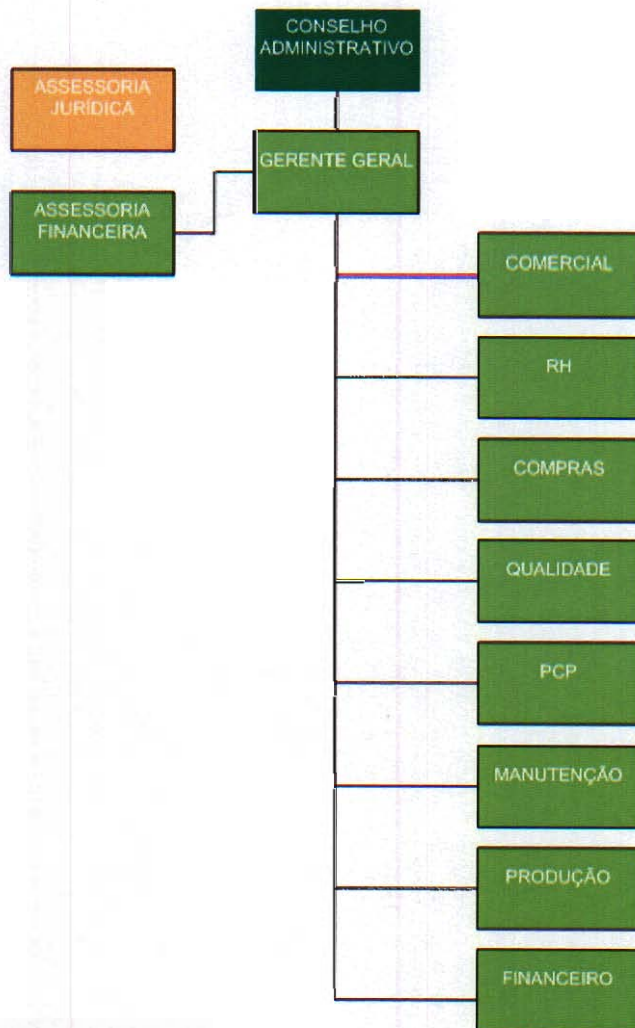 CONSELHO
ADMINISTRATIVO
ASSESSORIA
JURÍDICA
GERENTE GERAL
ASSESSORIA
FINANCEIRA
COMERCIAL
RH
COMPRAS
QUALIDADE
PCP
MANUTENÇÃO
PRODUÇÃO
FINANCEIRO